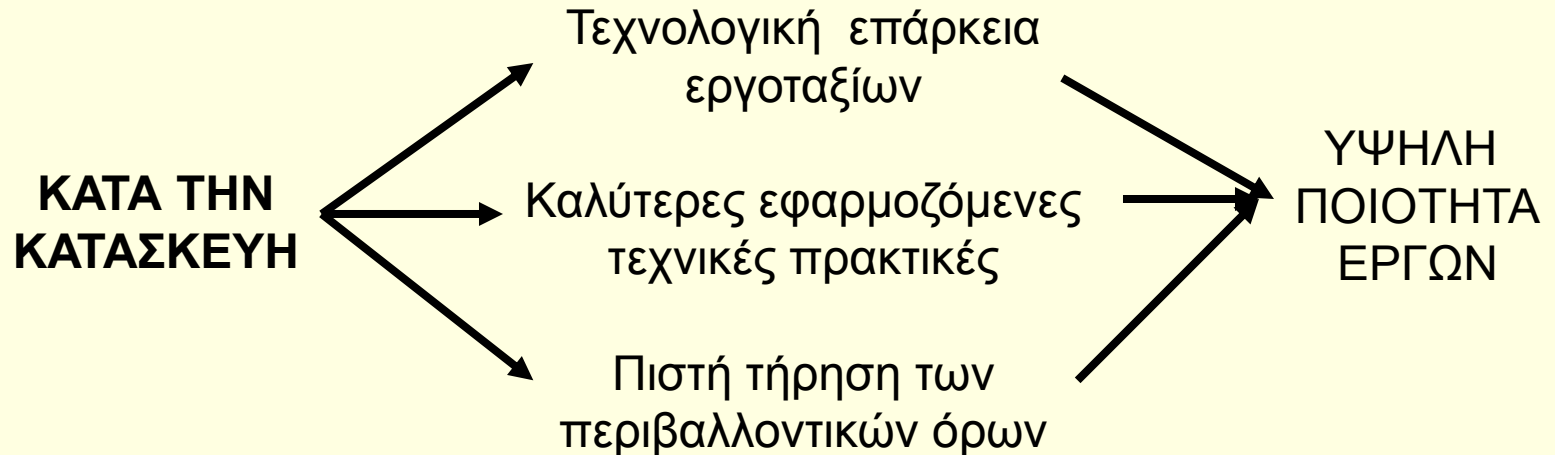 ΚΑΤΑ ΤΗΝ
ΚΑΤΑΣΚΕΥΗ
Τεχνολογική επάρκεια
εργοταξίων
Καλύτερες εφαρμοζόμενες
τεχνικές πρακτικές
Πιστή τήρηση των
περιβαλλοντικών όρων
ΥΨΗΛΗ
ΠΟΙΟΤΗΤΑ
ΕΡΓΩΝ